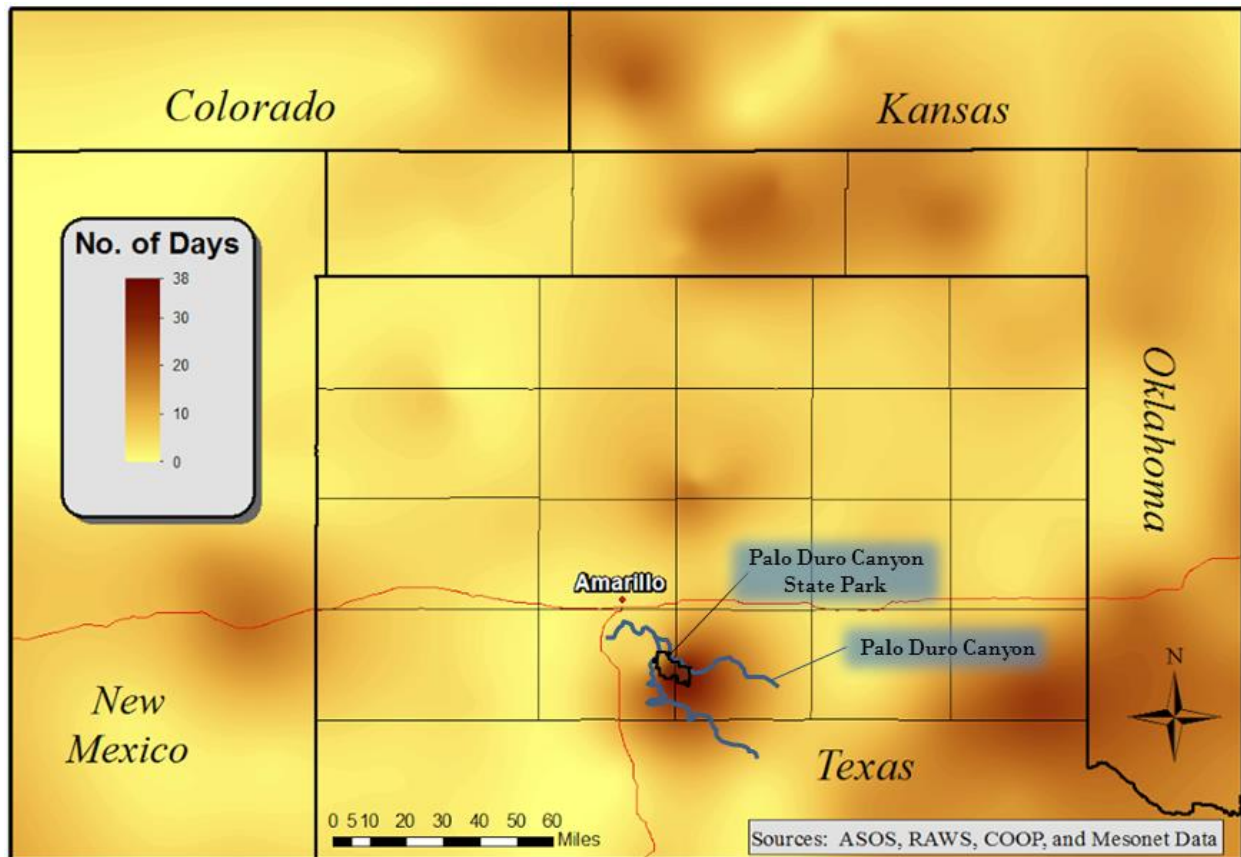 Colorado
Kansas
No. of Days
38
30
20
10
0
Oklahoma
Palo Duro Canyon
State Park
Amarillo
Palo Duro Canyon
New
Mexico
N
Texas
0 5 10 20 30 40 50 60
Miles
Sources: ASOS, RAWS, COOP, and Mesonet Data